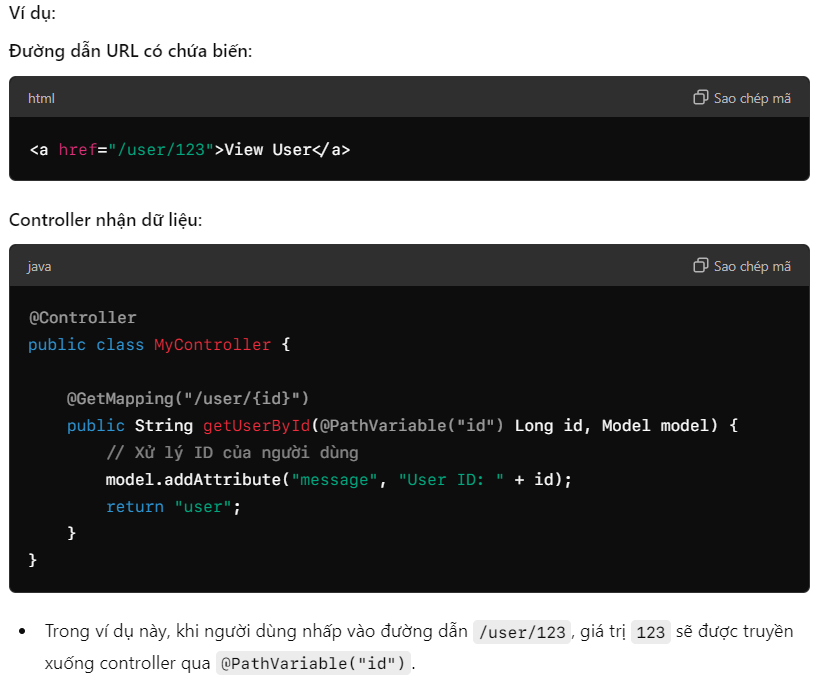 Ví dụ:
Đường dẫn URL có chứa biến:
html
Sao chép mã
<a href="/user/123">View User</a>
Controller nhận dữ liệu:
java
Sao chép mã
@Controller
public class MyController {
@GetMapping("/user/{id}")
public String getUserById(@PathVariable("id") Long id, Model model) {
// Xử lý ID của người dùng
model.addAttribute("message", "User ID: " + id);
return "user";
}
}
• Trong ví dụ này, khi người dùng nhấp vào đường dẫn /user/123, giá trị 123 sẽ được truyền
xuống controller qua @PathVariable("id").